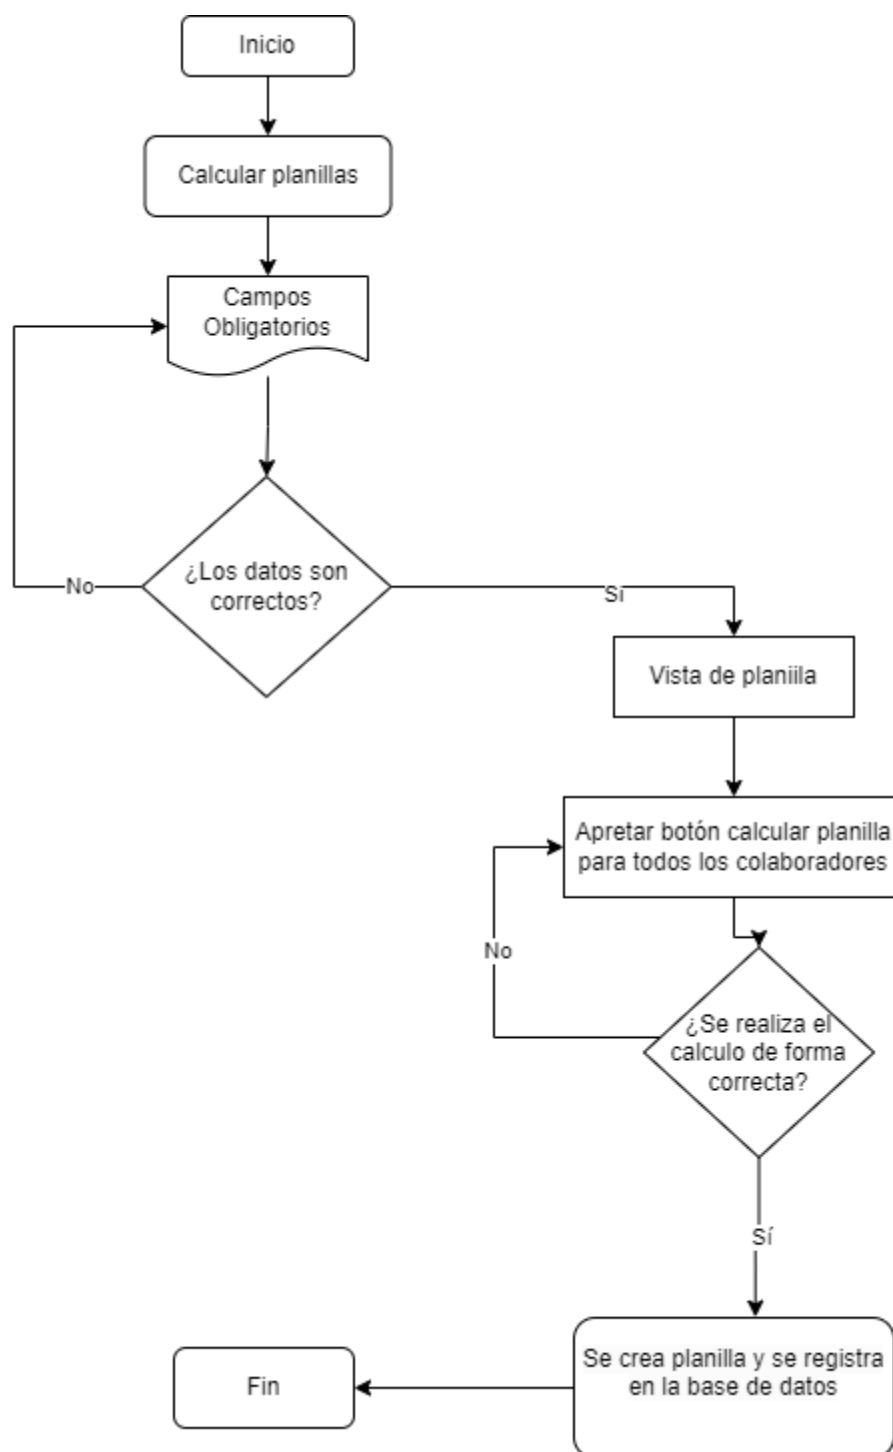 Inicio
Calcular planillas
Campos
Obligatorios
¿Los datos son
correctos?
No
Sí
Vista de planiila
Apretar botón calcular planilla
para todos los colaboradores
No
¿Se realiza el
calculo de forma
correcta?
Sí
Se crea planilla y se registra
en la base de datos
Fin